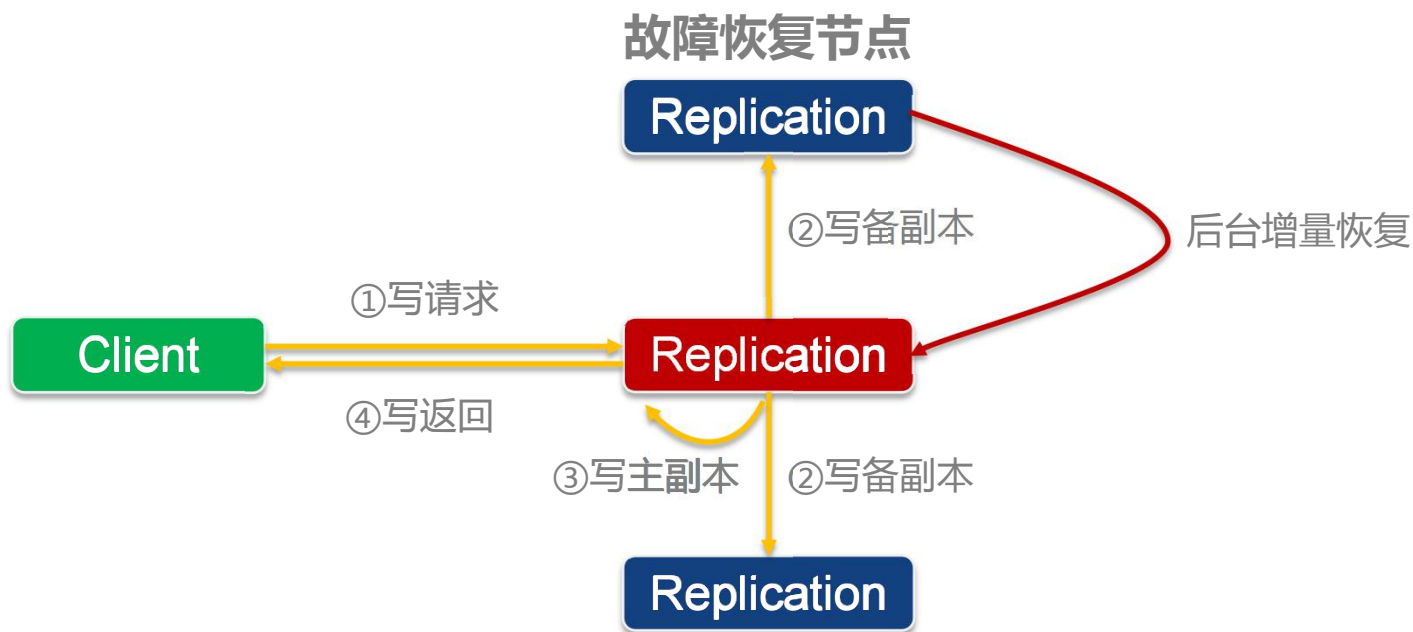 故障恢复节点
Replication
②写备副本
后台增量恢复
①写请求
Client
Replication
④写返回
③写主副本
②写备副本
Replication